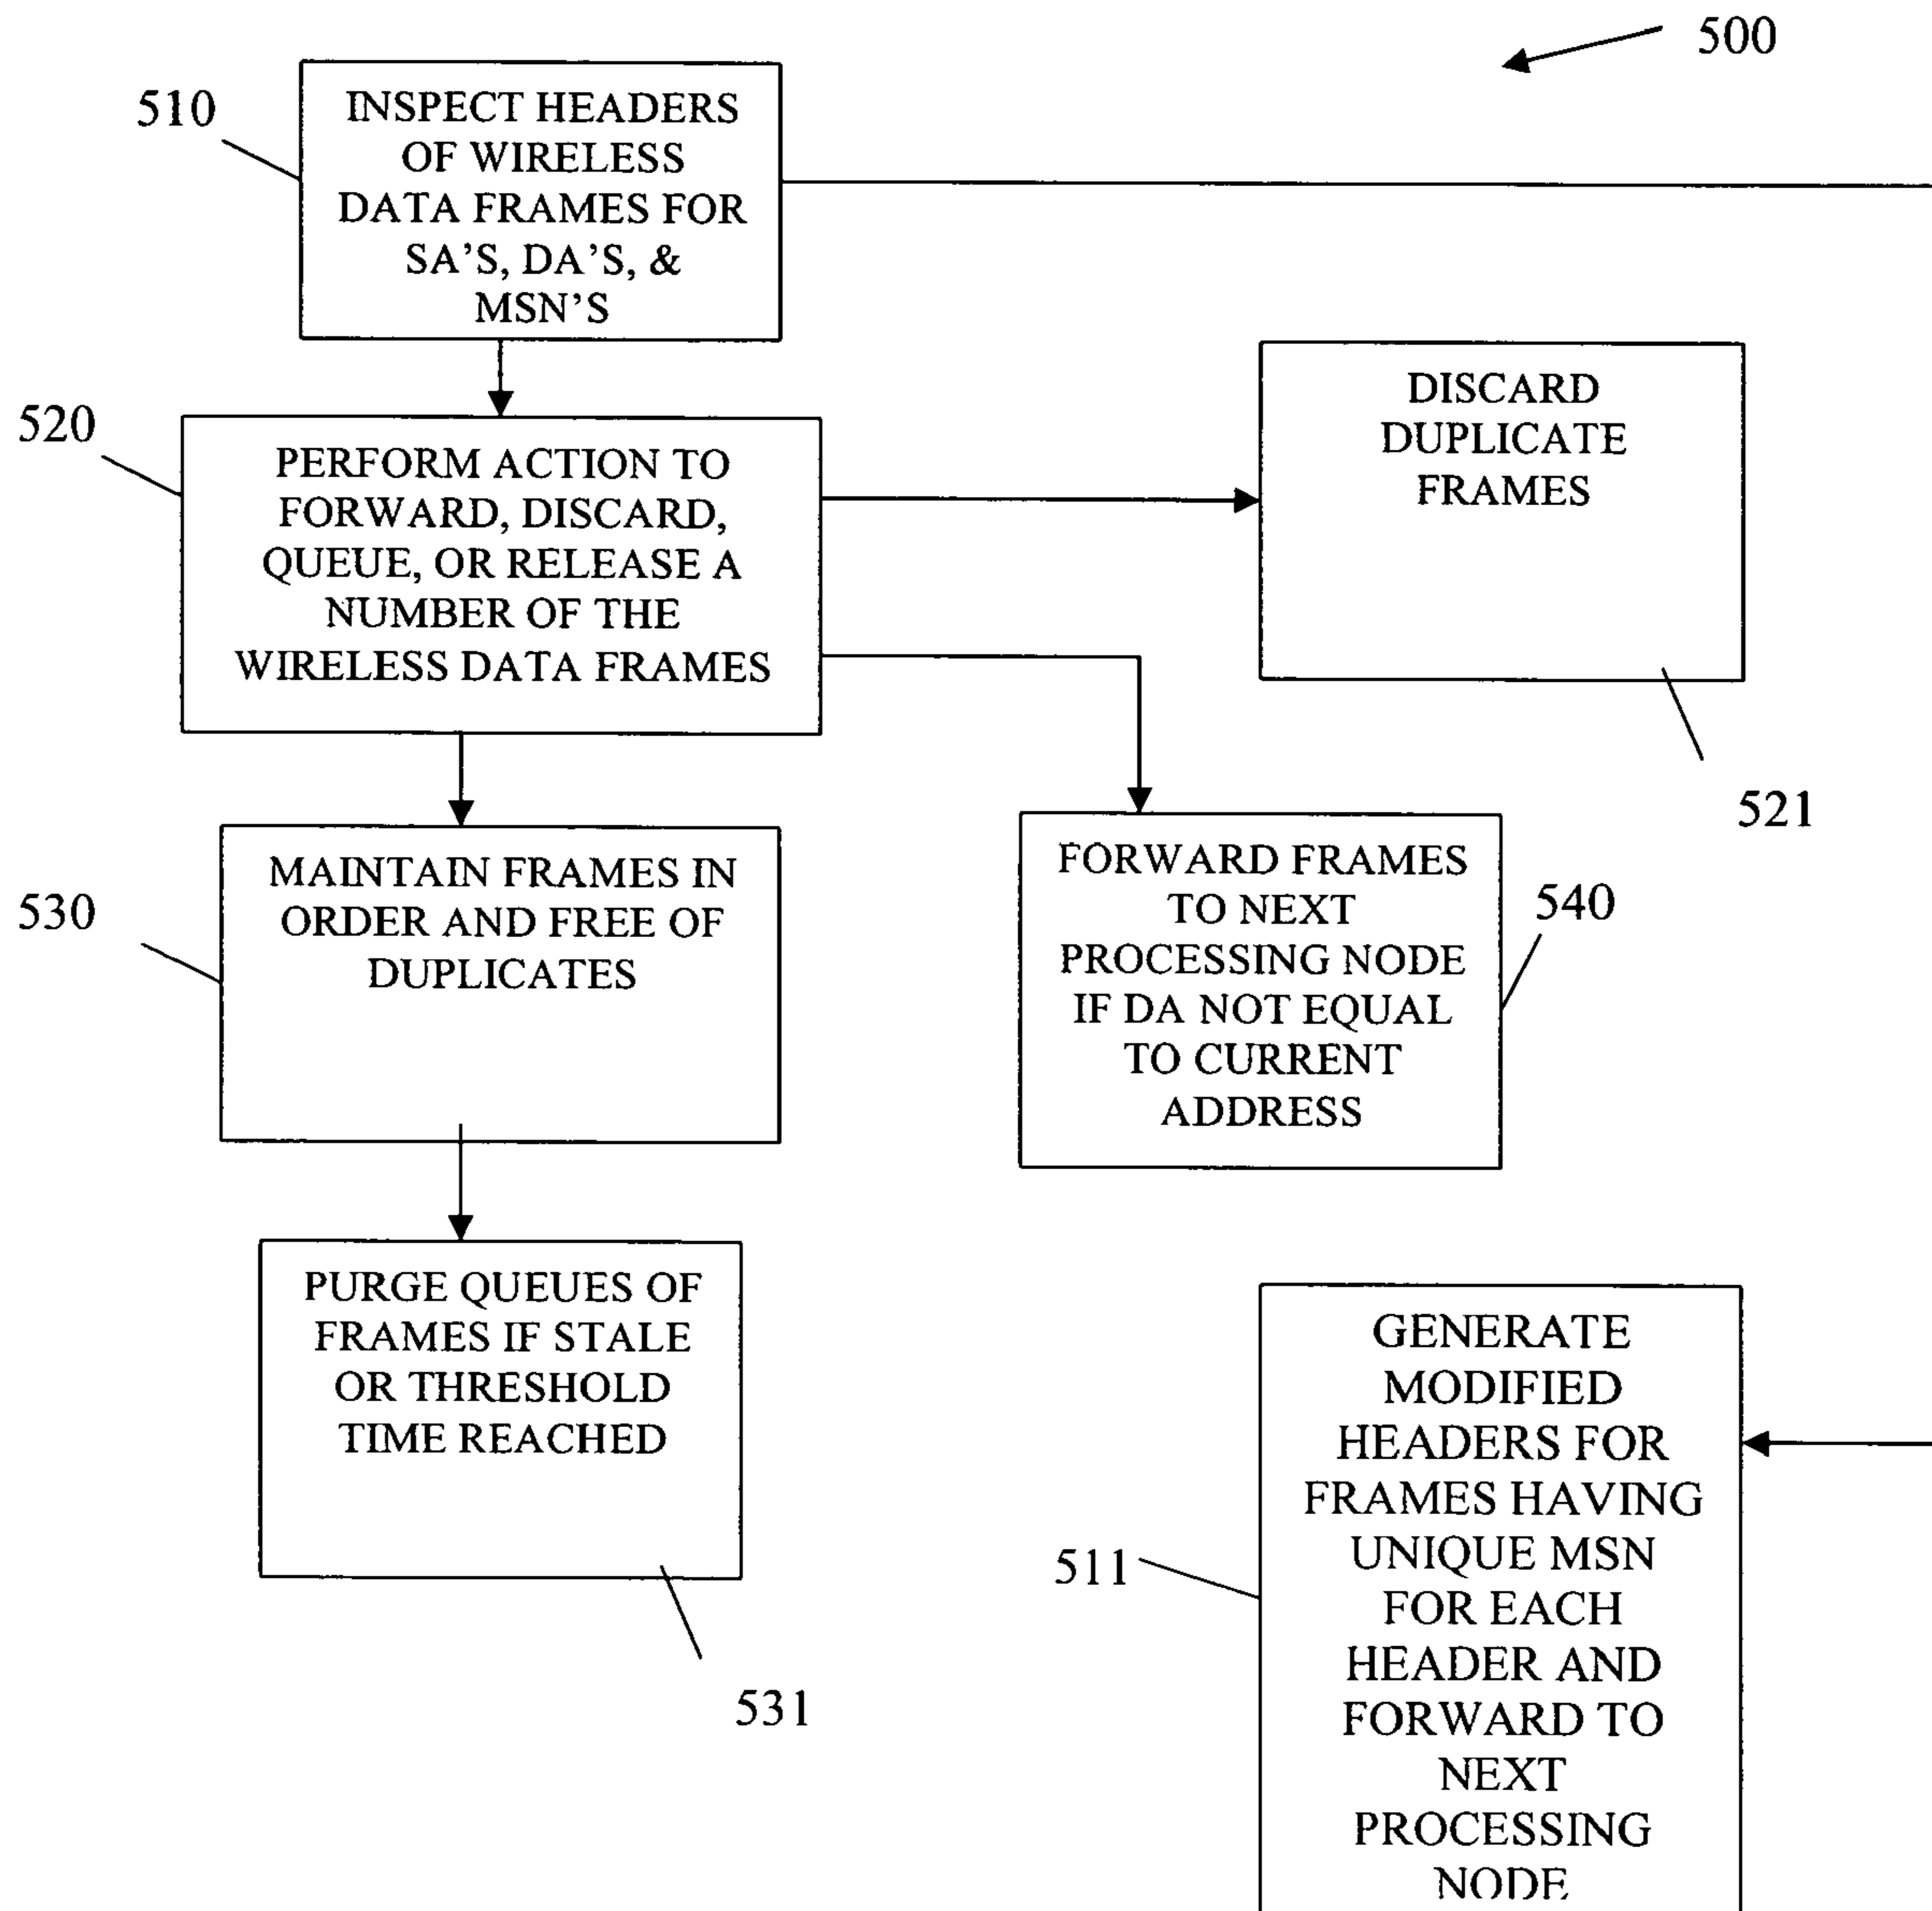 500
510
INSPECT HEADERS
OF WIRELESS
DATA FRAMES FOR
SA'S, DA'S, &
MSN'S
520
PERFORM ACTION TO
FORWARD, DISCARD,
QUEUE, OR RELEASE A
NUMBER OF THE
WIRELESS DATA FRAMES
DISCARD
DUPLICATE
FRAMES
521
530
MAINTAIN FRAMES IN
ORDER AND FREE OF
DUPLICATES
FORWARD FRAMES
TO NEXT
PROCESSING NODE
IF DA NOT EQUAL
TO CURRENT
ADDRESS
540
PURGE QUEUES OF
FRAMES IF STALE
OR THRESHOLD
TIME REACHED
531
511
GENERATE
MODIFIED
HEADERS FOR
FRAMES HAVING
UNIQUE MSN
FOR EACH
HEADER AND
FORWARD TO
NEXT
PROCESSING
NODE